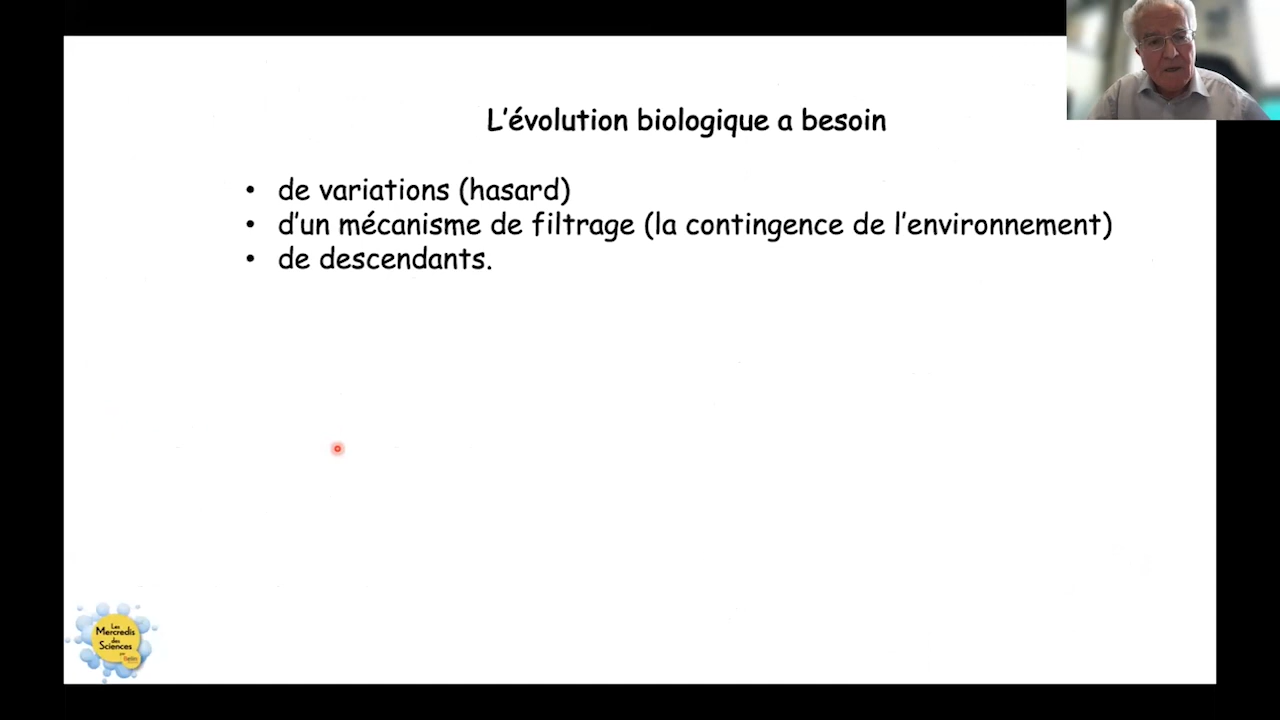 L'évolution biologique a besoin
• de variations (hasard)
• d'un mécanisme de filtrage (la contingence de l'environnement)
• de descendants.
Les
Mercredis
des
Sciences
par